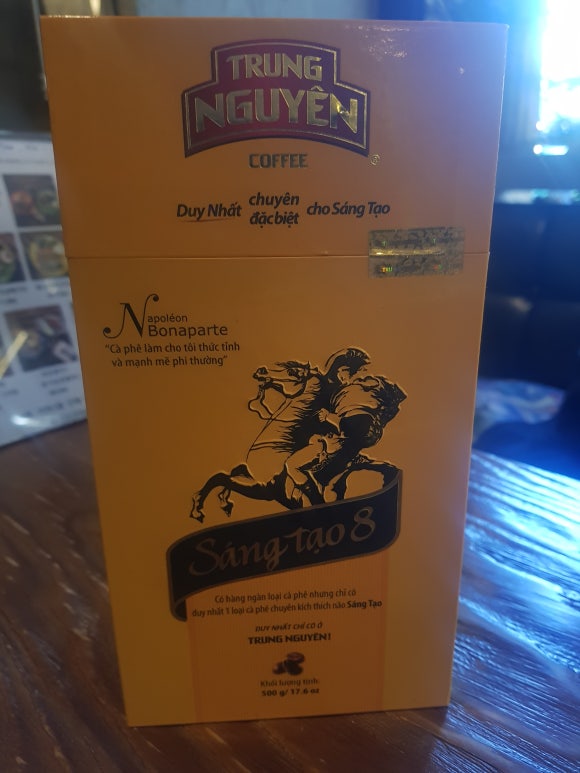 TRUNG
NGUYÊN
COFFEE
®
Duy Nhất chuyên đặc biệt cho Sáng Tạo
Napoléon
Bonaparte
"Cà phê làm cho tôi thức tỉnh
và mạnh mẽ phi thường"
Sáng tạo 8
Có hàng ngàn loại cà phê nhưng chỉ có
duy nhất 1 loại cà phê chuyên kích thích não Sáng Tạo
DUY NHẤT CHỈ CÓ Ở
TRUNG NGUYÊN!
Khối lượng tịnh:
500 g/ 17.6 oz